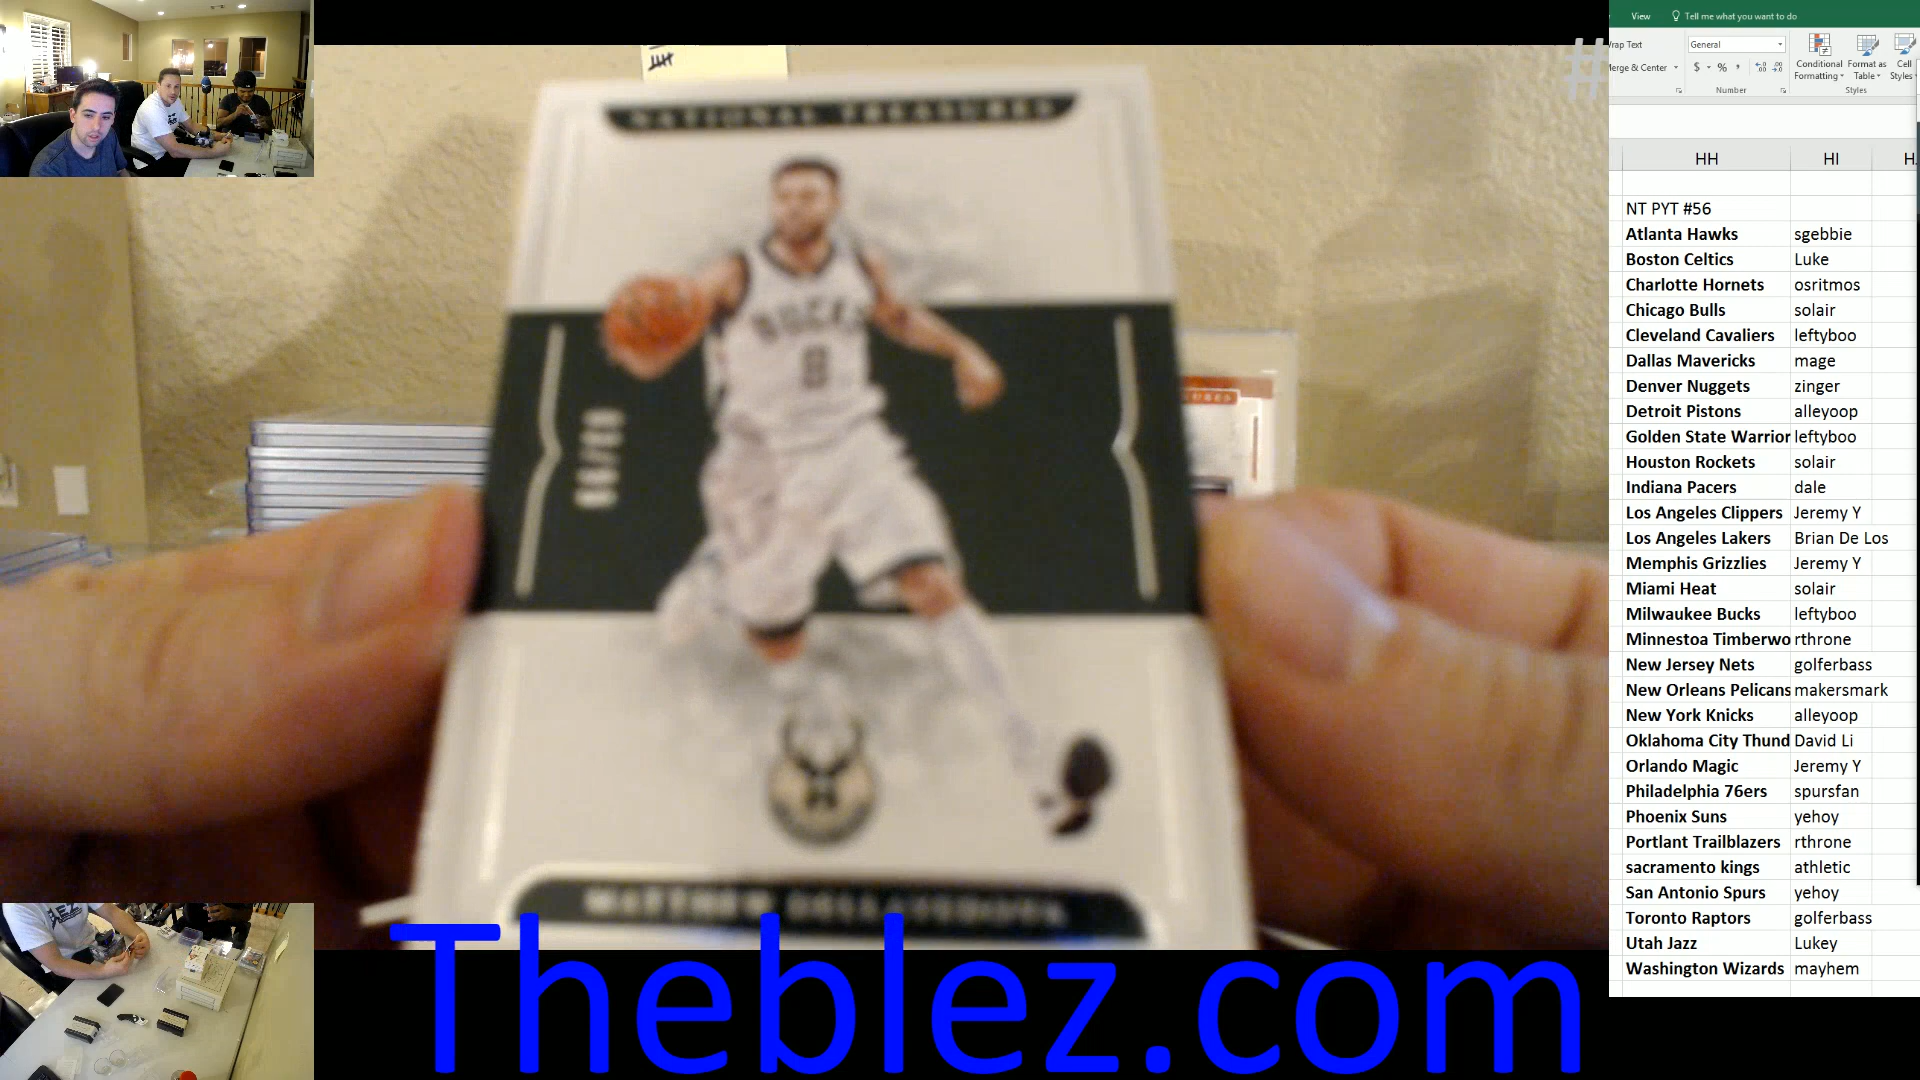 View Tell me what you want to do
Wrap Text General
Merge & Center $ % , Conditional Formatting Format as Table Cell Styles
Number Styles
#
HH HI
NT PYT #56
Atlanta Hawks sgebbie
Boston Celtics Luke
Charlotte Hornets osritmos
Chicago Bulls solair
Cleveland Cavaliers leftyboo
Dallas Mavericks mage
Denver Nuggets zinger
Detroit Pistons alleyoop
Golden State Warrior leftyboo
Houston Rockets solair
Indiana Pacers dale
Los Angeles Clippers Jeremy Y
Los Angeles Lakers Brian De Los
Memphis Grizzlies Jeremy Y
Miami Heat solair
Milwaukee Bucks leftyboo
Minnestoa Timberwo rthrone
New Jersey Nets golferbass
New Orleans Pelicans makersmark
New York Knicks alleyoop
Oklahoma City Thund David Li
Orlando Magic Jeremy Y
Philadelphia 76ers spursfan
Phoenix Suns yehoy
Portlant Trailblazers rthrone
sacramento kings athletic
San Antonio Spurs yehoy
Toronto Raptors golferbass
Utah Jazz Lukey
Washington Wizards mayhem
NATIONAL TREASURES
BUCKS
8
MATTHEW DELLAVEDOVA
Theblez.com